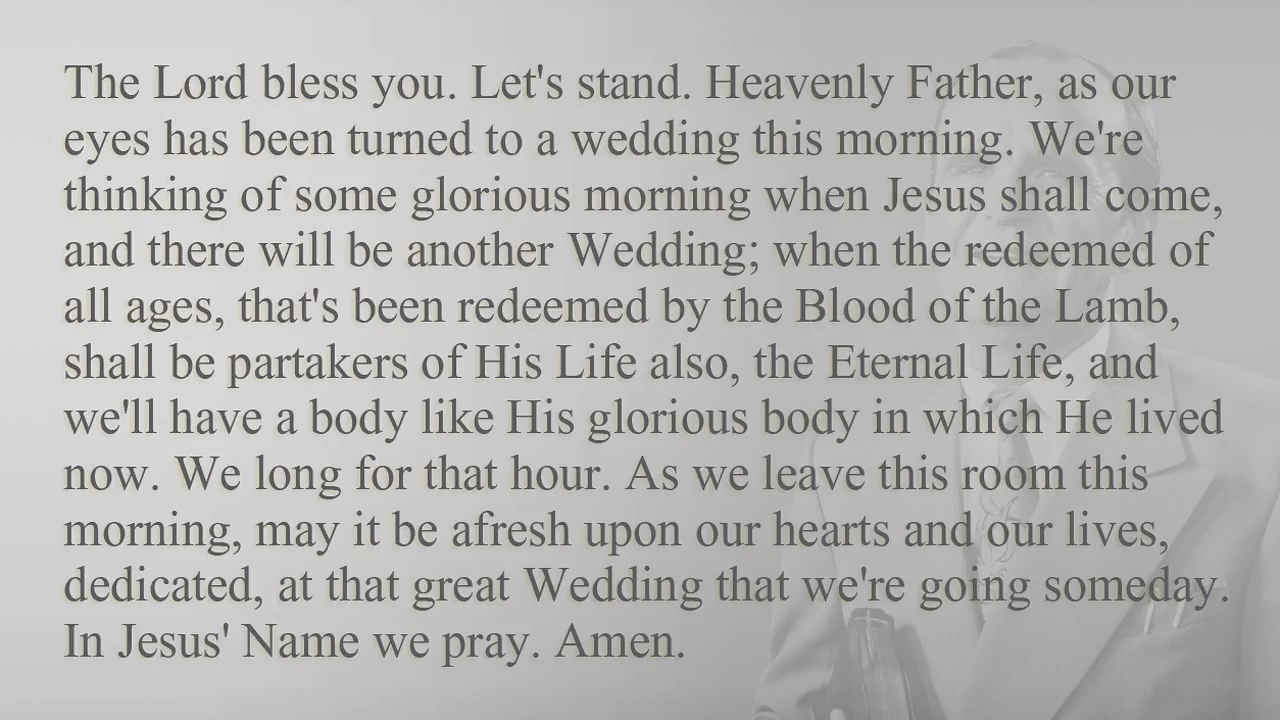 The Lord bless you. Let's stand. Heavenly Father, as our
eyes has been turned to a wedding this morning. We're
thinking of some glorious morning when Jesus shall come,
and there will be another Wedding; when the redeemed of
all ages, that's been redeemed by the Blood of the Lamb,
shall be partakers of His Life also, the Eternal Life, and
we'll have a body like His glorious body in which He lived
now. We long for that hour. As we leave this room this
morning, may it be afresh upon our hearts and our lives,
dedicated, at that great Wedding that we're going someday.
In Jesus' Name we pray. Amen.